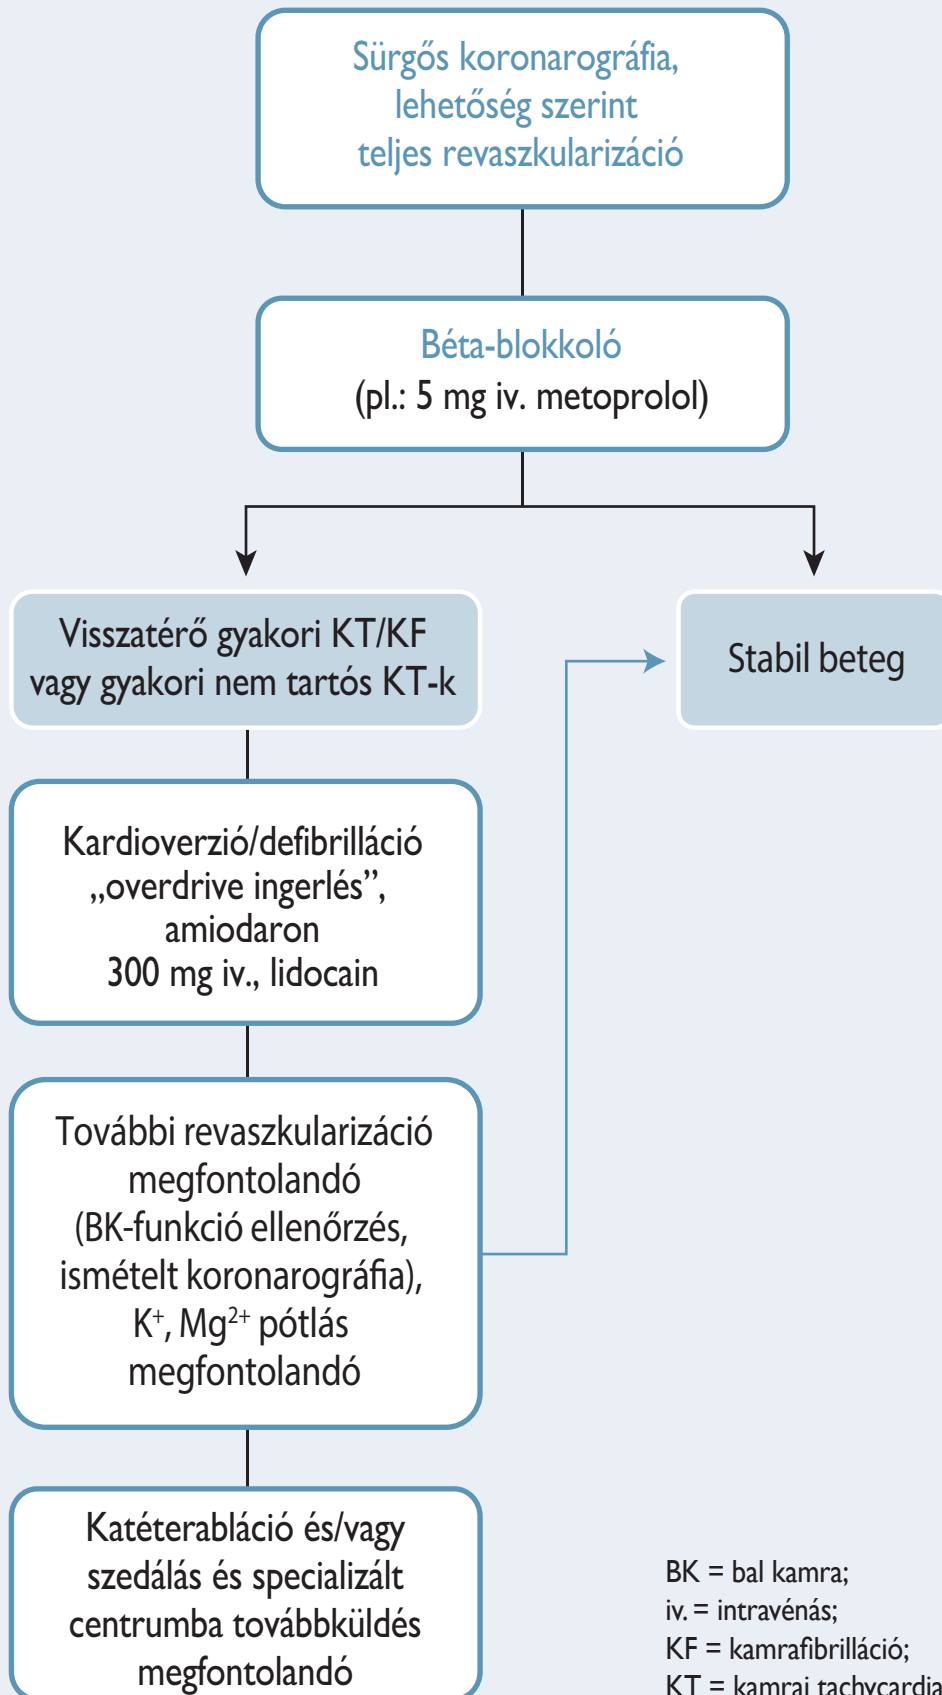 Sürgős koronarográfia,
lehetőség szerint
teljes revaszkularizáció
Béta-blokkoló
(pl.: 5 mg iv. metoprolol)
Visszatérő gyakori KT/KF
vagy gyakori nem tartós KT-k
Stabil beteg
Kardioverzió/defibrilláció
„overdrive ingerlés”,
amiodaron
300 mg iv., lidocain
További revaszkularizáció
megfontolandó
(BK-funkció ellenőrzés,
ismételt koronarográfia),
K⁺, Mg²⁺ pótlás
megfontolandó
Katéterabláció és/vagy
szedálás és specializált
centrumba továbbküldés
megfontolandó
BK = bal kamra;
iv. = intravénás;
KF = kamrafibrilláció;
KT = kamrai tachycardia